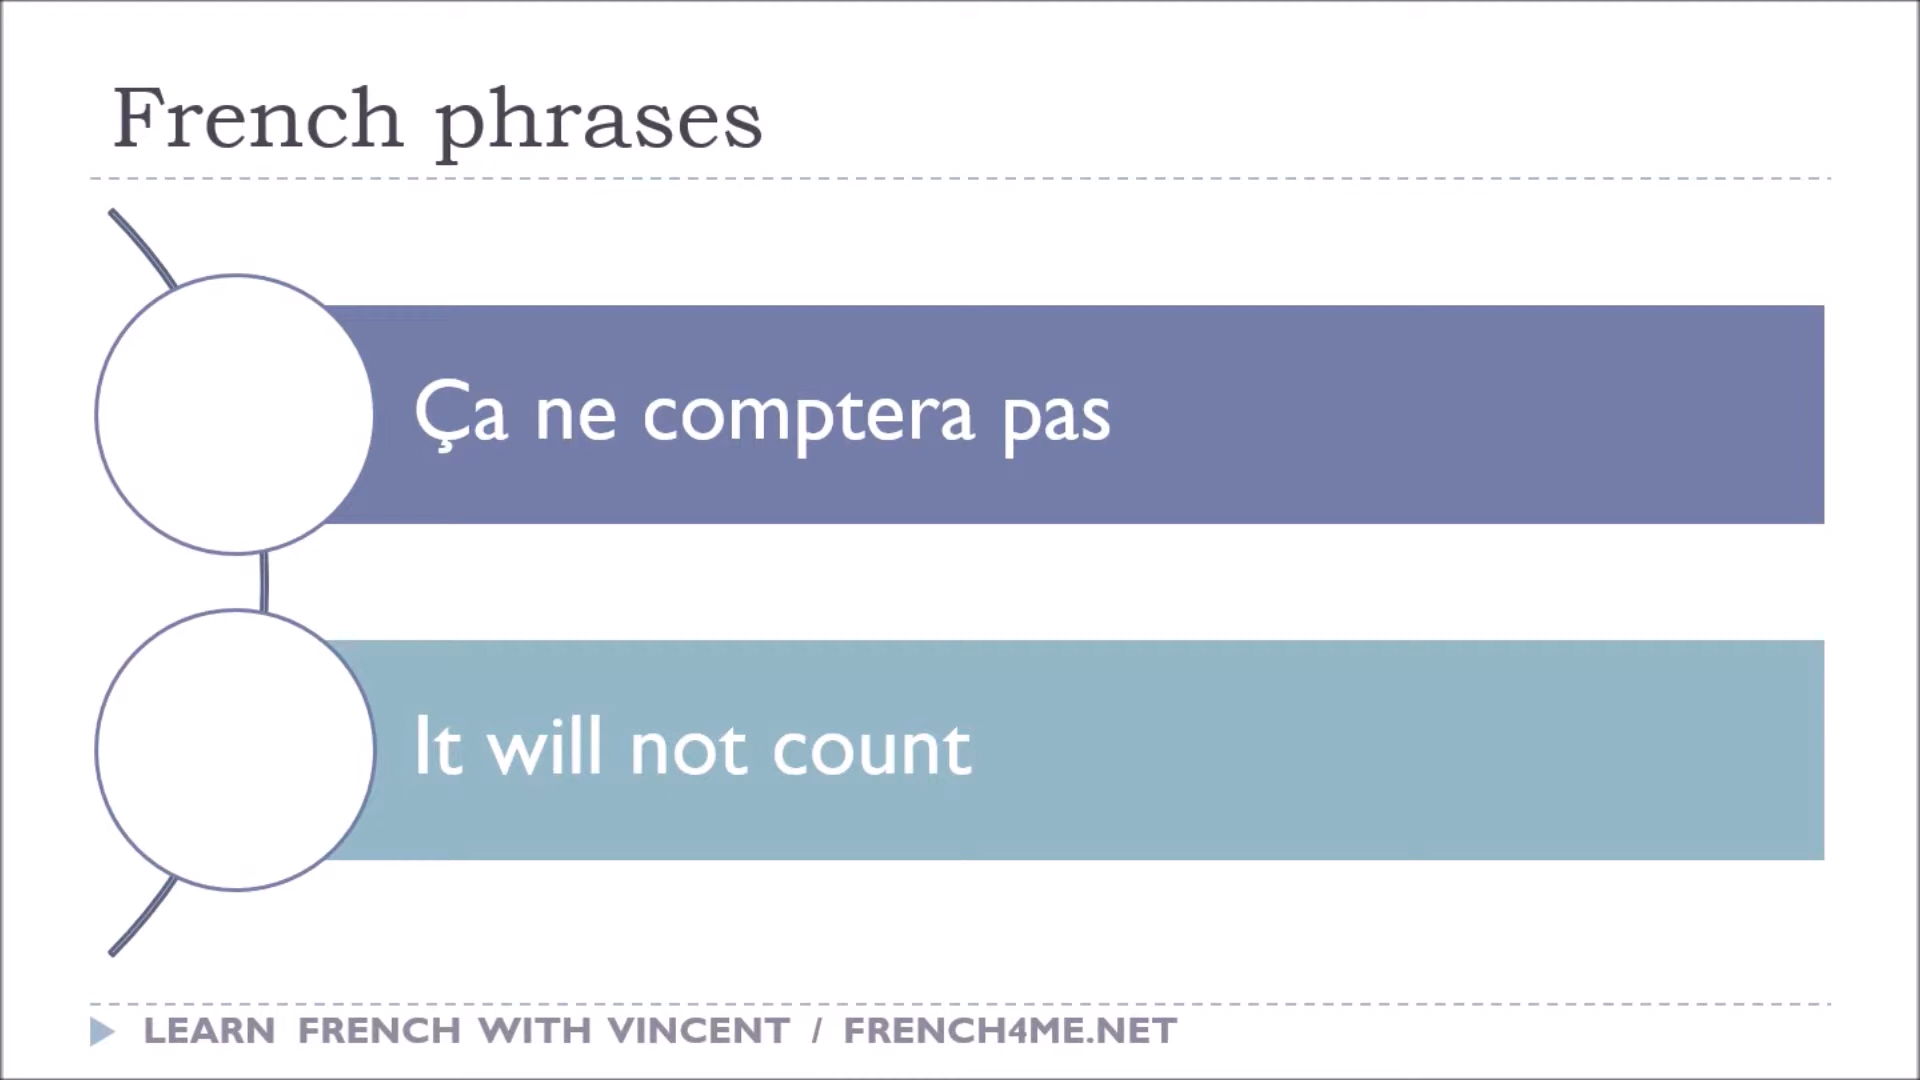 French phrases
Ça ne comptera pas
It will not count
LEARN FRENCH WITH VINCENT / FRENCH4ME.NET